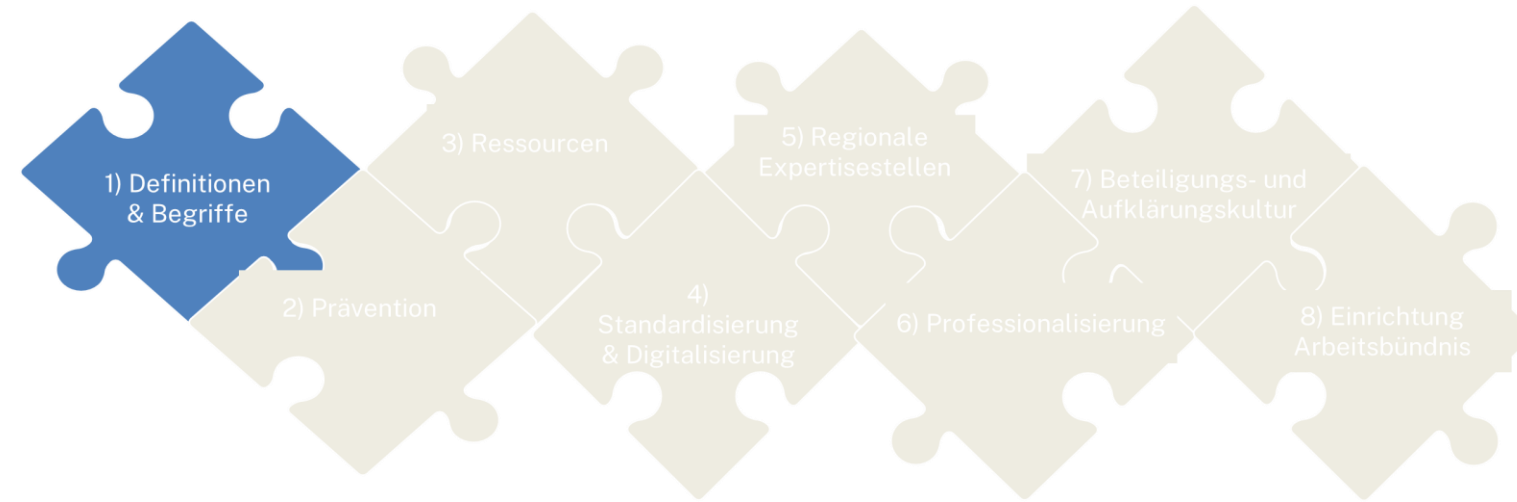 1) Definitionen
& Begriffe
2) Prävention
3) Ressourcen
4)
Standardisierung
& Digitalisierung
5) Regionale
Expertisestellen
6) Professionalisierung
7) Beteiligungs- und
Aufklärungskultur
8) Einrichtung
Arbeitsbündnis